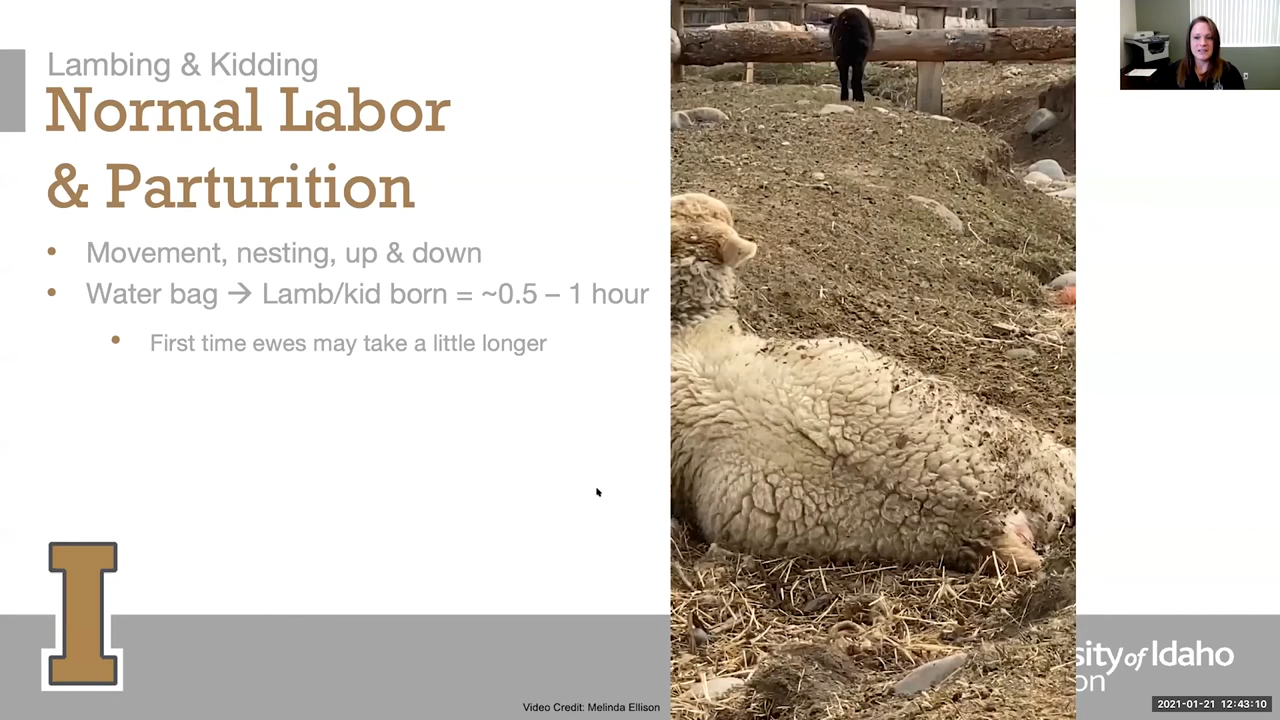 Lambing & Kidding
Normal Labor
& Parturition
• Movement, nesting, up & down
• Water bag → Lamb/kid born = ~0.5 – 1 hour
• First time ewes may take a little longer
I
sity of Idaho
on
Video Credit: Melinda Ellison
2021-01-21 12:43:10